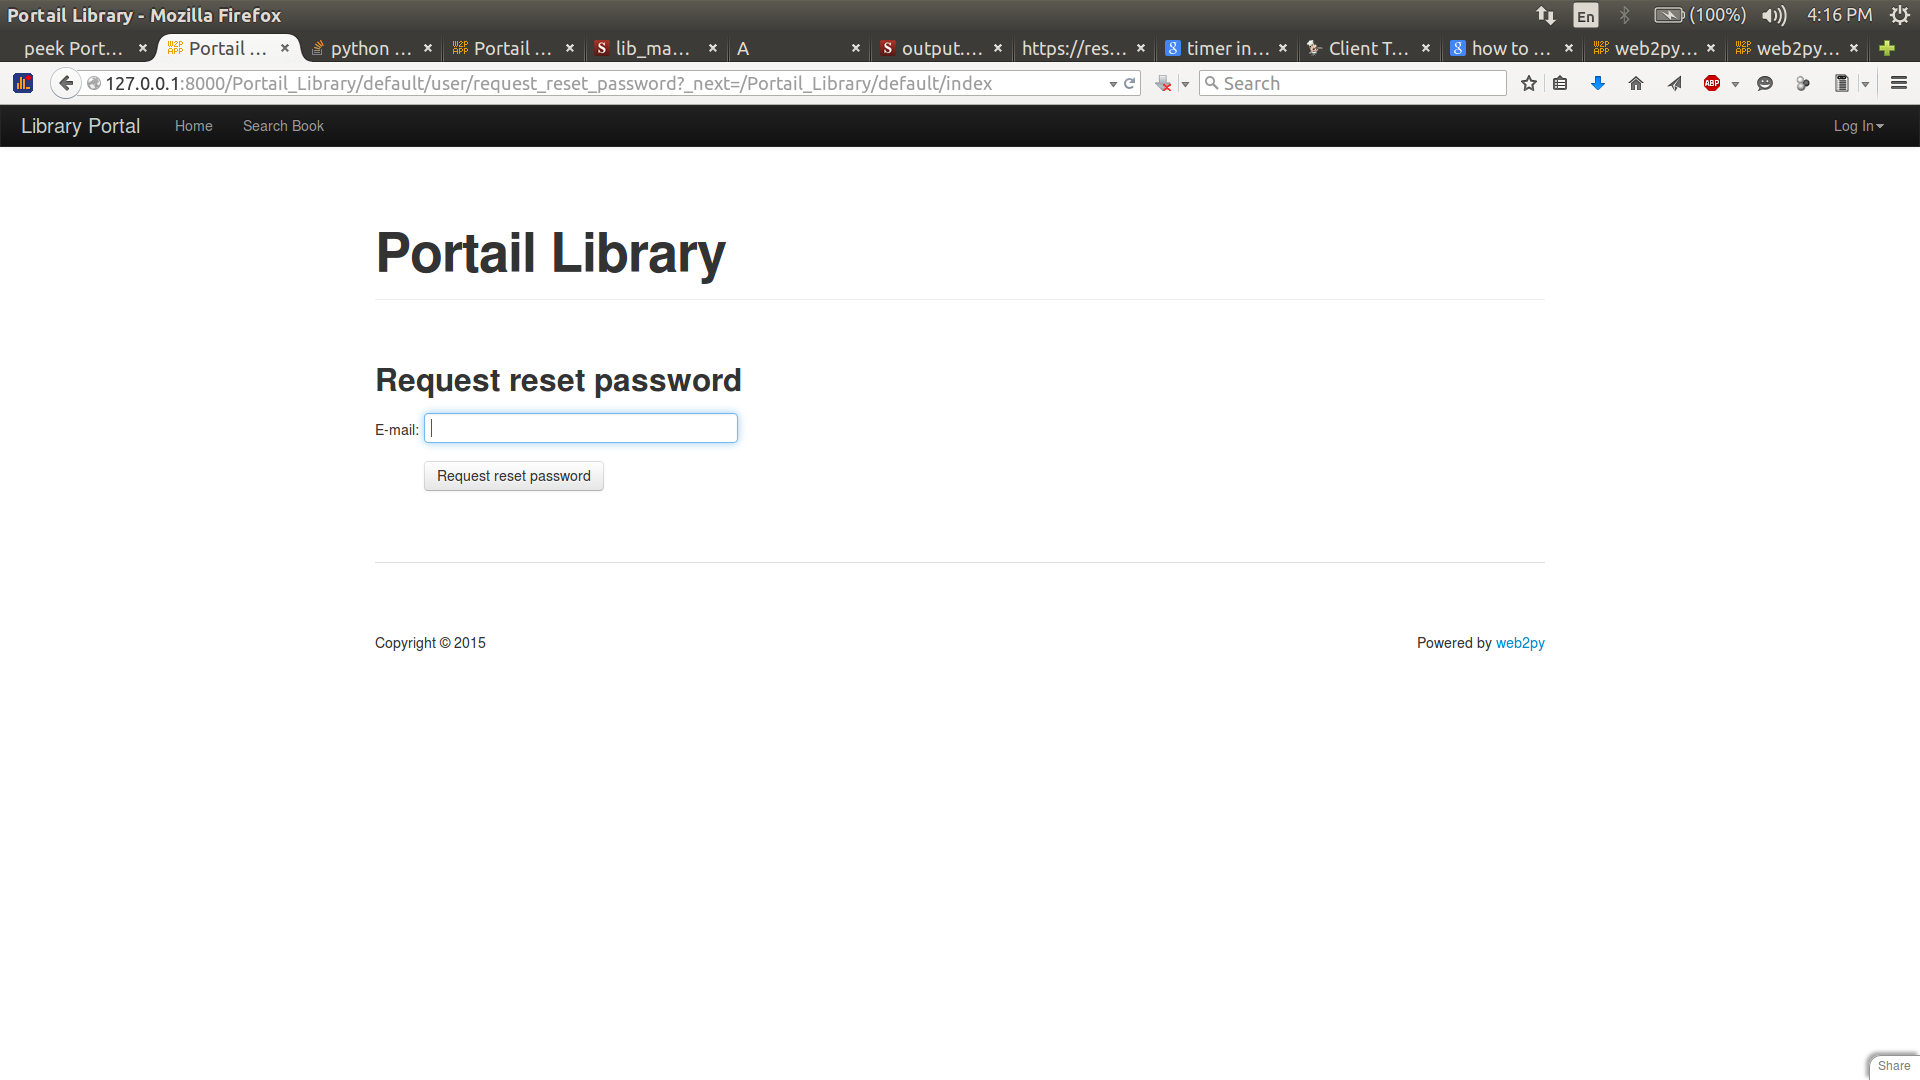 Portail Library - Mozilla Firefox
En
(100%)
4:16 PM
peek Port...
Portail ...
python ...
Portail ...
lib_ma...
A
output....
https://res...
timer in...
Client T...
how to ...
web2py...
web2py...
127.0.0.1:8000/Portail_Library/default/user/request_reset_password?_next=/Portail_Library/default/index
Search
ABP
Library Portal
Home
Search Book
Log In
Portail Library
Request reset password
E-mail:
Request reset password
Copyright © 2015
Powered by web2py
Share